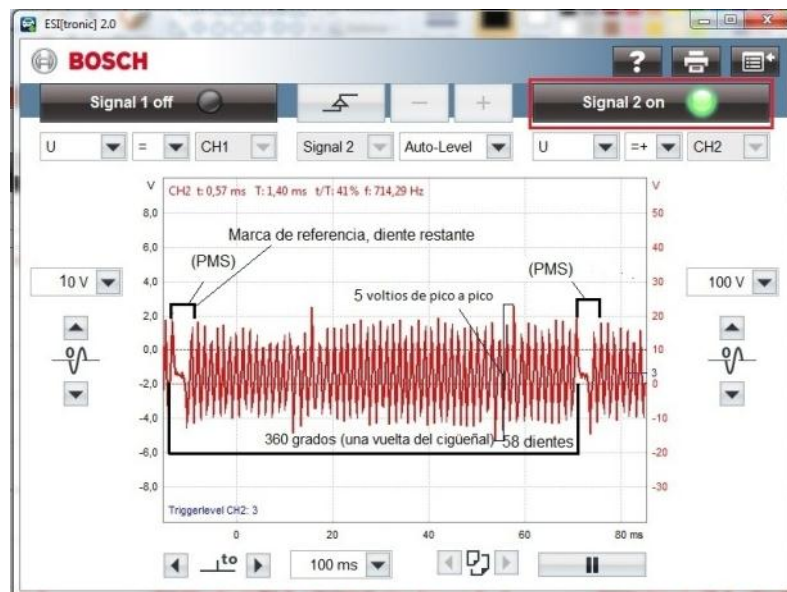 ESI[tronic] 2.0
BOSCH
?
Signal 1 off
Signal 2 on
U = CH1 Signal 2 Auto-Level U =+ CH2
V CH2 t: 0,57 ms T: 1,40 ms t/T: 41% f: 714,29 Hz V
8,0 50
Marca de referencia, diente restante
6,0 40
(PMS) (PMS)
10 V 4,0 30 100 V
5 voltios de pico a pico
2,0 20
0,0 10
3
-2,0 0
-4,0 -10
360 grados (una vuelta del cigüeñal) 58 dientes
-6,0 -20
-8,0 -30
Triggerlevel CH2: 3
0 20 40 60 80 ms
to 100 ms